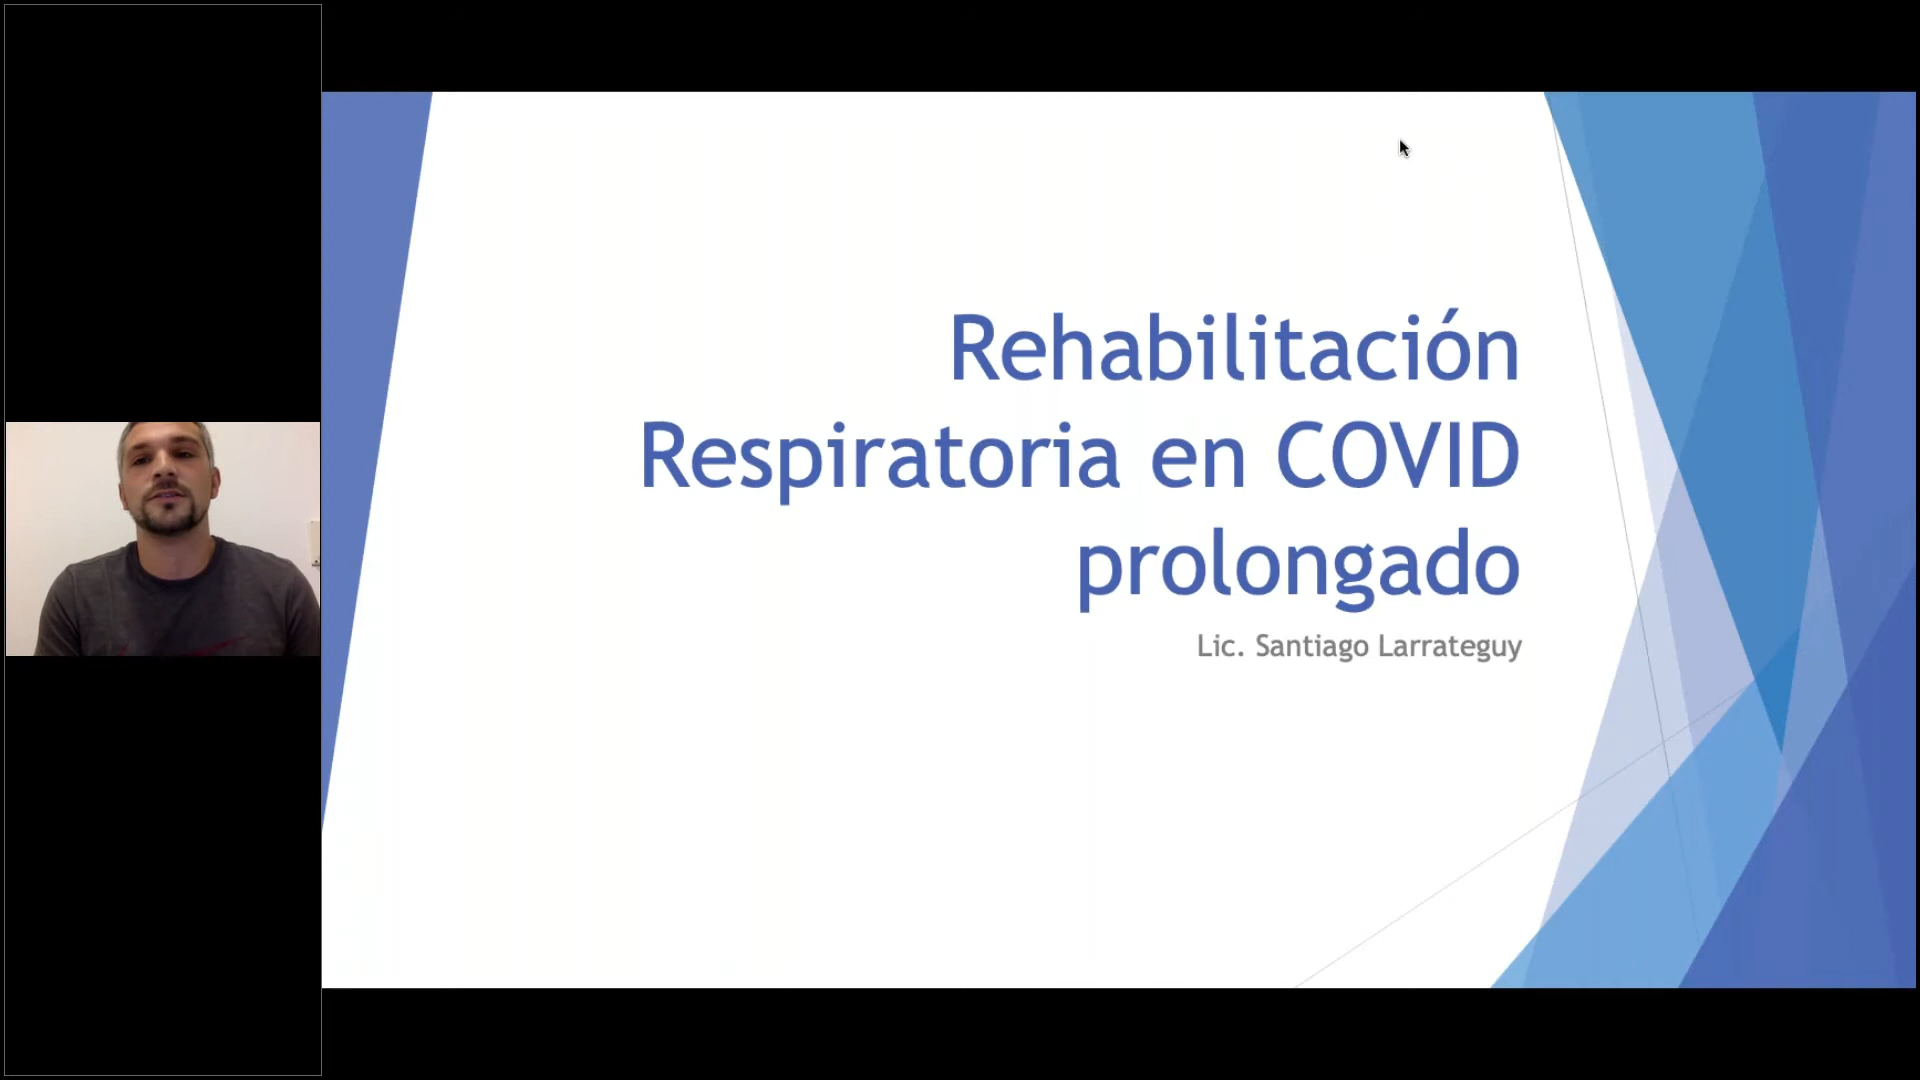 Rehabilitación
Respiratoria en COVID
prolongado
Lic. Santiago Larrateguy